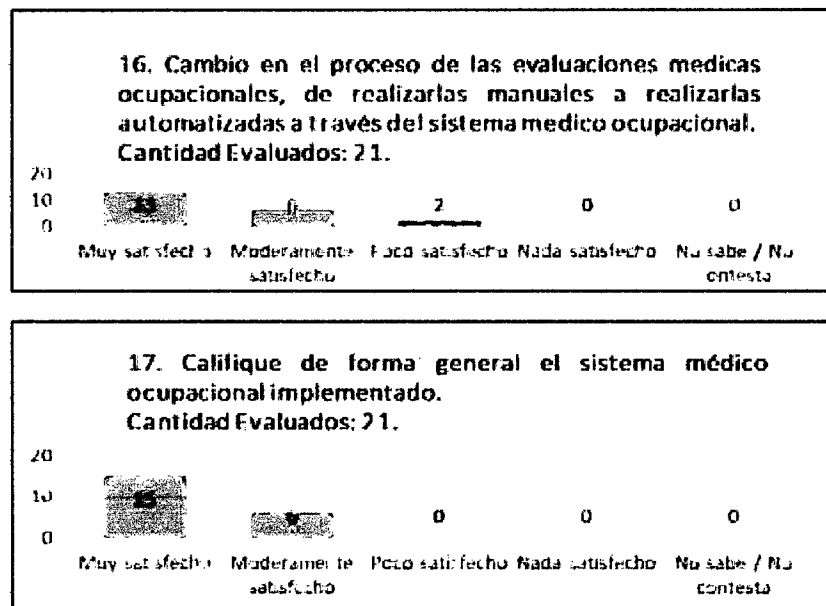 16. Cambio en el proceso de las evaluaciones medicas
ocupacionales, de realizarlas manuales a realizarlas
automatizadas a través del sistema medico ocupacional.
Cantidad Evaluados: 21.
20
10
0
13 6 2 0 0
Muy satisfecho Moderamente Poco satisfecho Nada satisfecho No sabe / No
satisfecho contesta
17. Califique de forma general el sistema médico
ocupacional implementado.
Cantidad Evaluados: 21.
20
10
0
15 0 0 0
Muy satisfecho Moderamente Poco satisfecho Nada satisfecho No sabe / No
satisfecho contesta